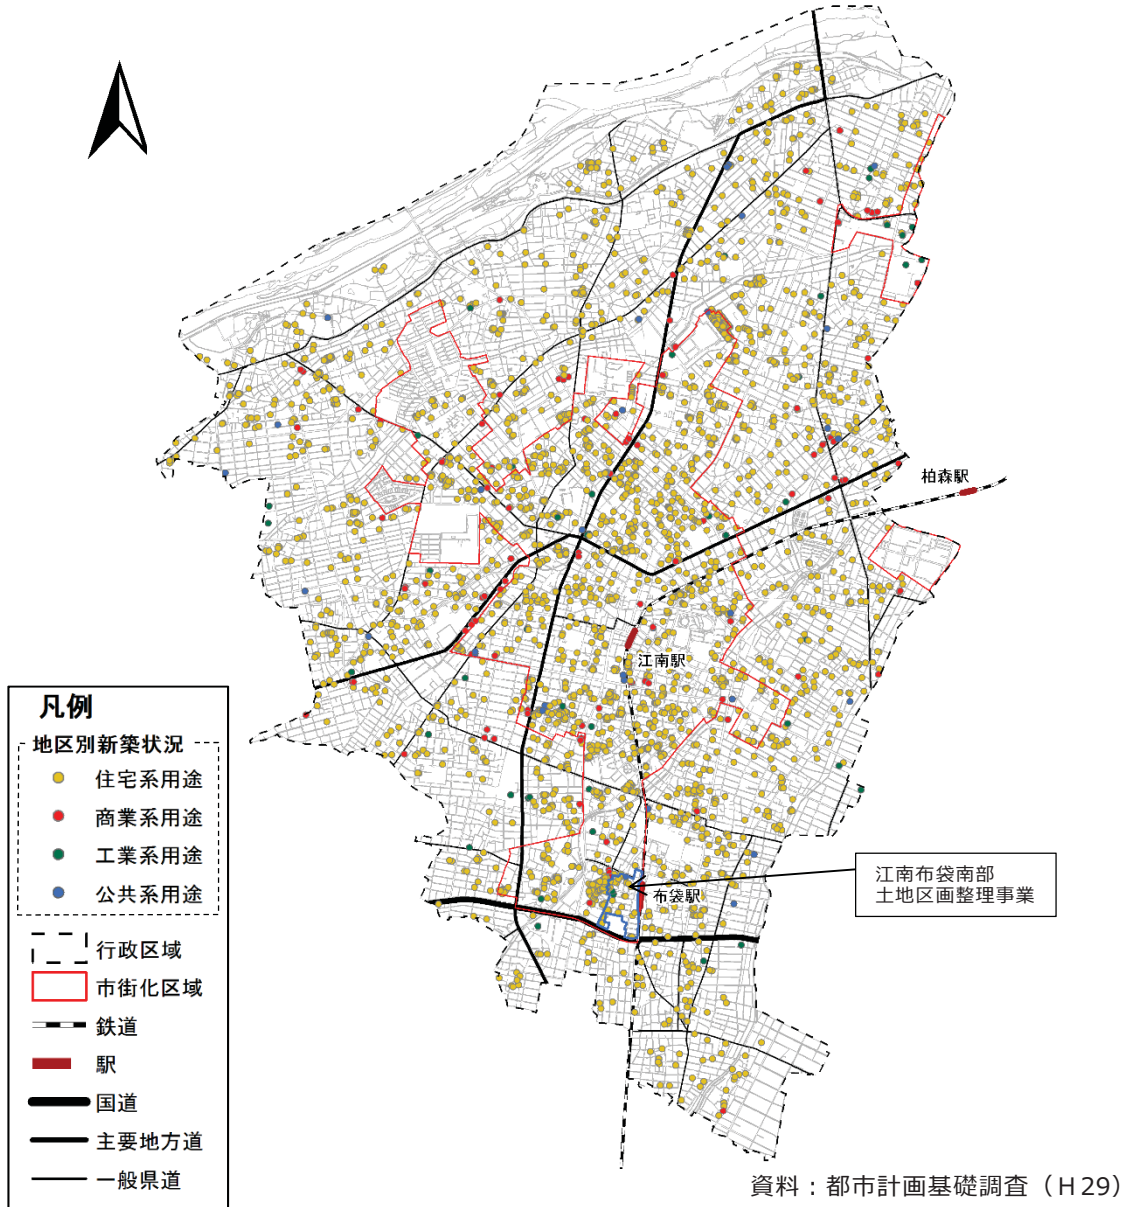 柏森駅
江南駅
布袋駅
江南布袋南部
土地区画整理事業
凡例
地区別新築状況
住宅系用途
商業系用途
工業系用途
公共系用途
行政区域
市街化区域
鉄道
駅
国道
主要地方道
一般県道
資料：都市計画基礎調査（Ｈ29）